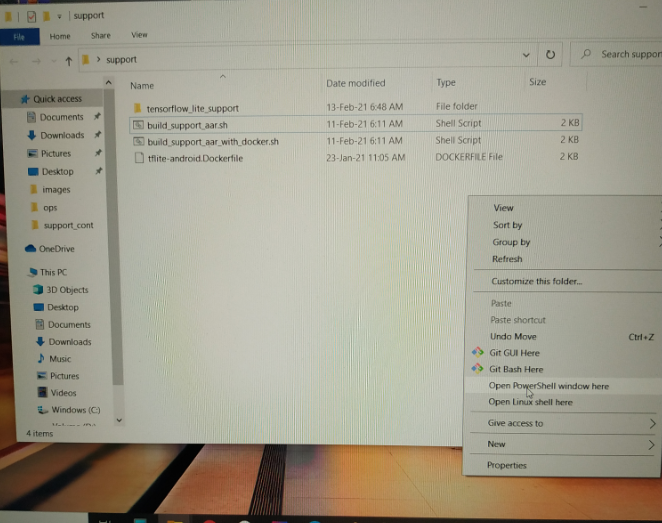 support
File Home Share View
support Search suppor
Name Date modified Type Size
Quick access
Documents
Downloads
Pictures
Desktop
images
ops
support_cont
OneDrive
This PC
3D Objects
Desktop
Documents
Downloads
Music
Pictures
Videos
Windows (C:)
4 items
tensorflow_lite_support 13-Feb-21 6:48 AM File folder
build_support_aar.sh 11-Feb-21 6:11 AM Shell Script 2 KB
build_support_aar_with_docker.sh 11-Feb-21 6:11 AM Shell Script 2 KB
tflite-android.Dockerfile 23-Jan-21 11:05 AM DOCKERFILE File 2 KB
View
Sort by
Group by
Refresh
Customize this folder...
Paste
Paste shortcut
Undo Move Ctrl+Z
Git GUI Here
Git Bash Here
Open PowerShell window here
Open Linux shell here
Give access to
New
Properties